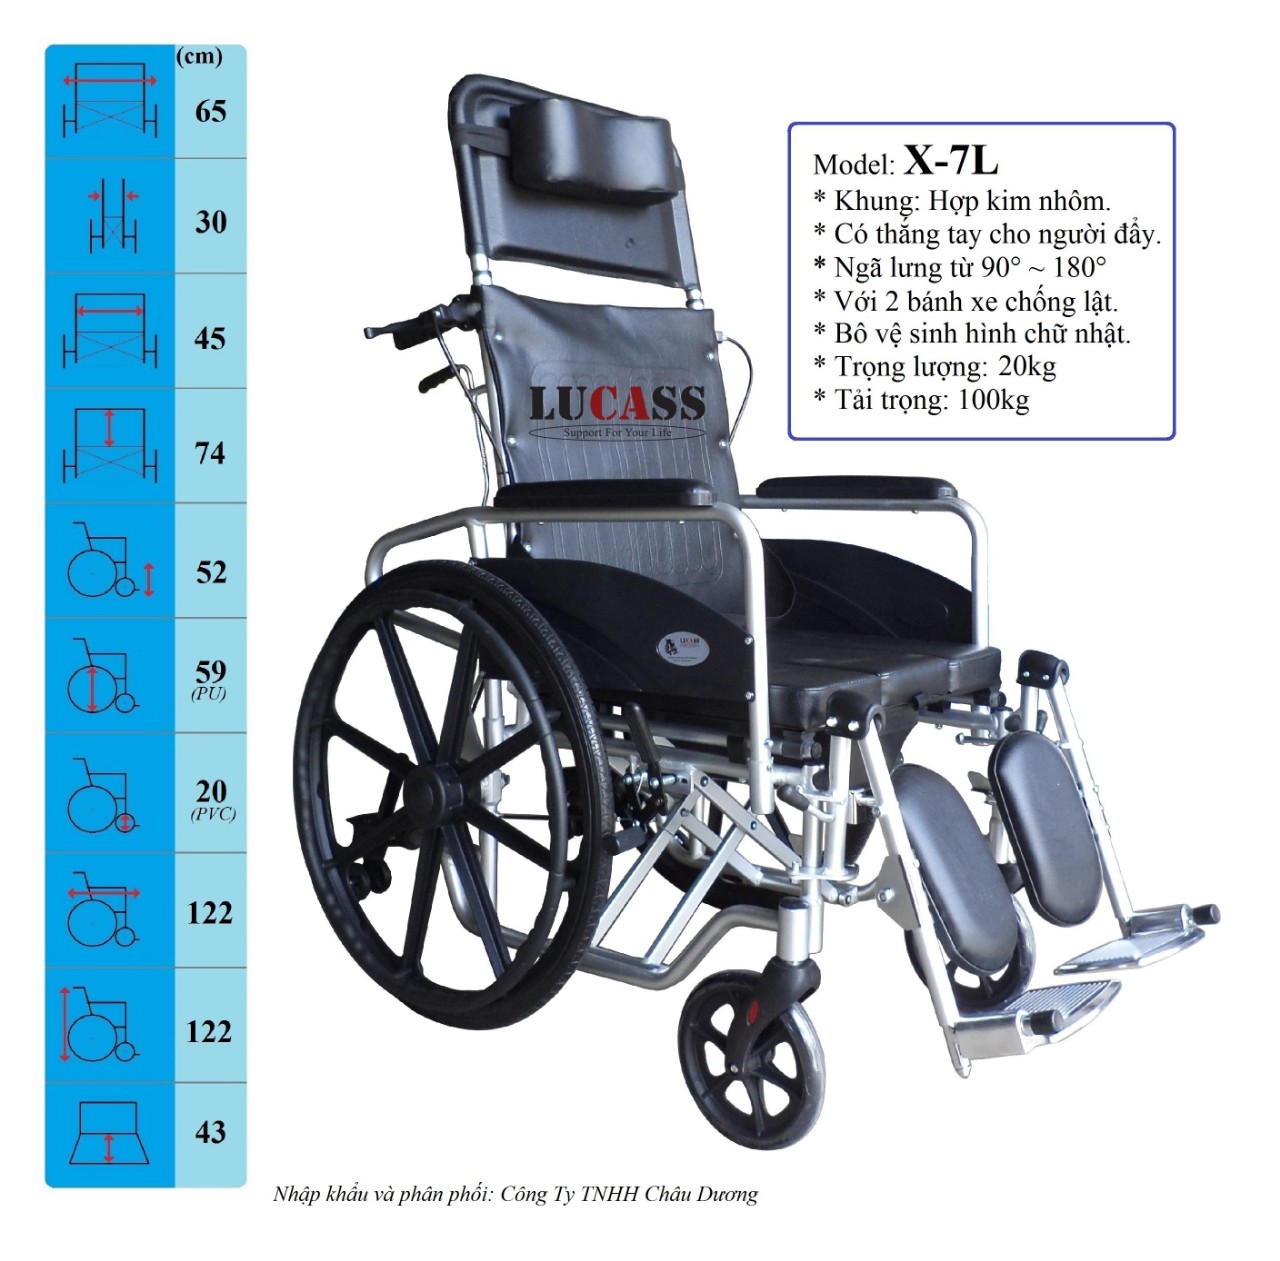 (cm)
65
30
45
74
52
59
(PU)
20
(PVC)
122
122
43
Model: X-7L
* Khung: Hợp kim nhôm.
* Có thắng tay cho người đẩy.
* Ngã lưng từ 90° ~ 180°
* Với 2 bánh xe chống lật.
* Bô vệ sinh hình chữ nhật.
* Trọng lượng: 20kg
* Tải trọng: 100kg
LUCASS
Support For Your Life
LUCASS
Nhập khẩu và phân phối: Công Ty TNHH Châu Dương